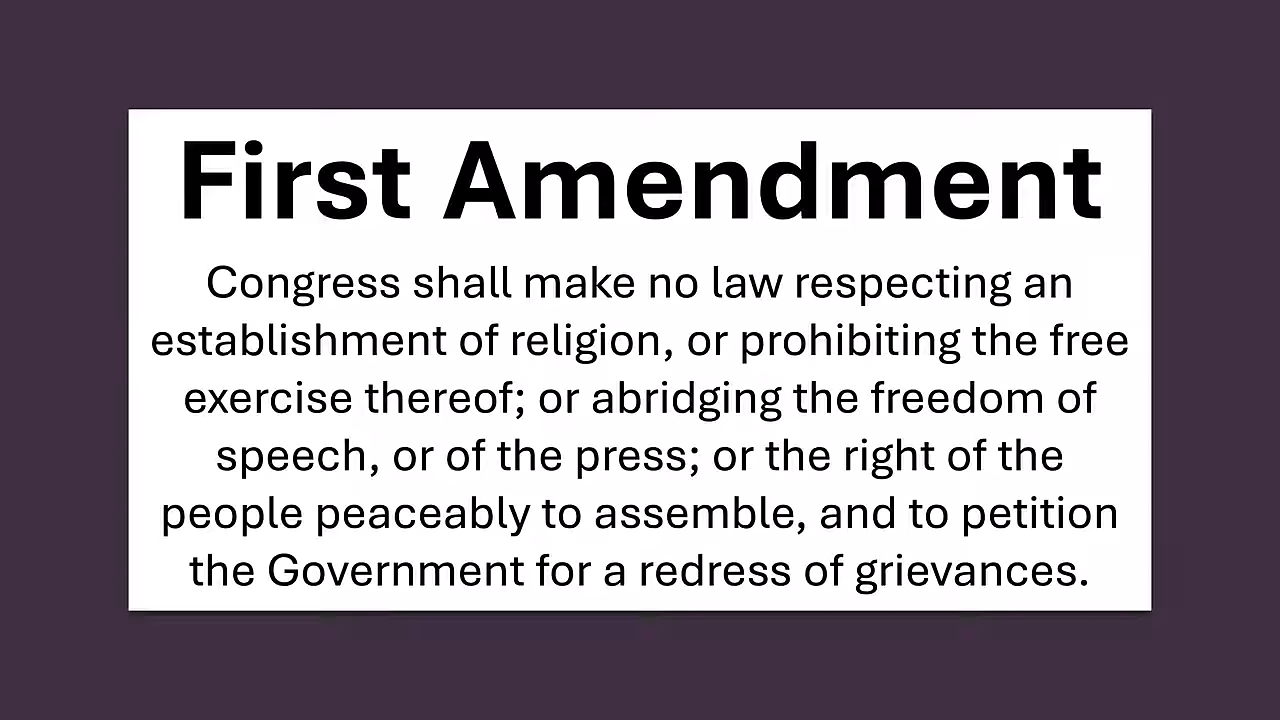 First Amendment
Congress shall make no law respecting an
establishment of religion, or prohibiting the free
exercise thereof; or abridging the freedom of
speech, or of the press; or the right of the
people peaceably to assemble, and to petition
the Government for a redress of grievances.